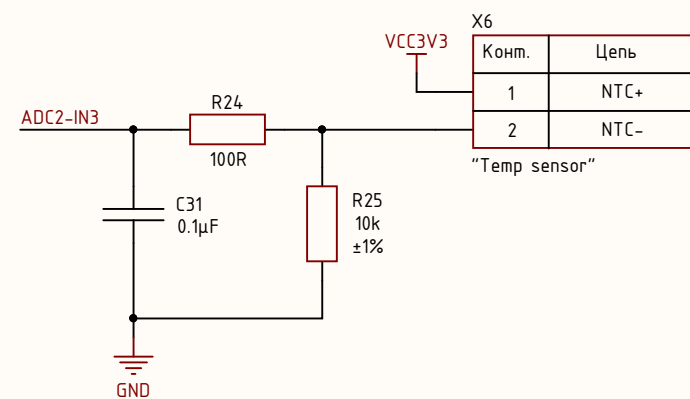 X6
VCC3V3
Конт. Цепь
1 NTC+
ADC2-IN3
R24
2 NTC-
100R
"Temp sensor"
C31
0.1µF
R25
10k
±1%
GND